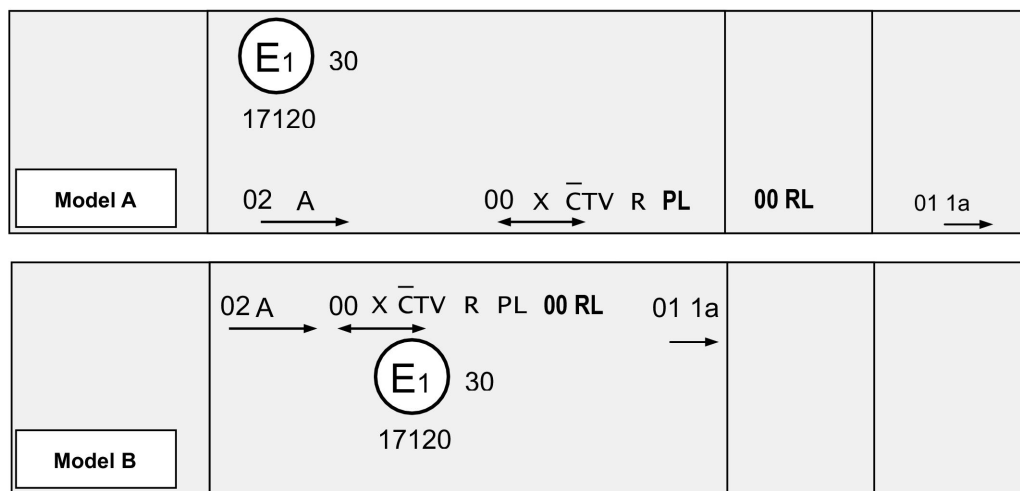 E1 30
17120
Model A 02 A 00 X C̅TV R PL 00 RL 01 1a
02 A 00 X C̅TV R PL 00 RL 01 1a
E1 30
17120
Model B